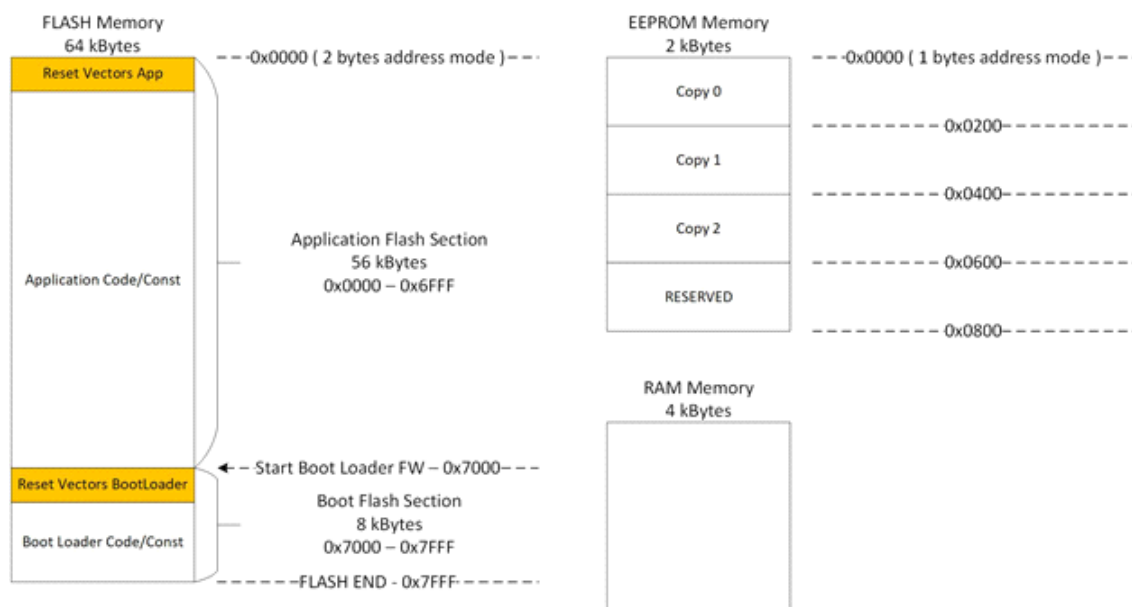 FLASH Memory
64 kBytes
0x0000 ( 2 bytes address mode )
Reset Vectors App
Application Code/Const
Application Flash Section
56 kBytes
0x0000 – 0x6FFF
Start Boot Loader FW – 0x7000
Reset Vectors BootLoader
Boot Flash Section
8 kBytes
0x7000 – 0x7FFF
Boot Loader Code/Const
FLASH END - 0x7FFF
EEPROM Memory
2 kBytes
0x0000 ( 1 bytes address mode )
Copy 0
0x0200
Copy 1
0x0400
Copy 2
0x0600
RESERVED
0x0800
RAM Memory
4 kBytes